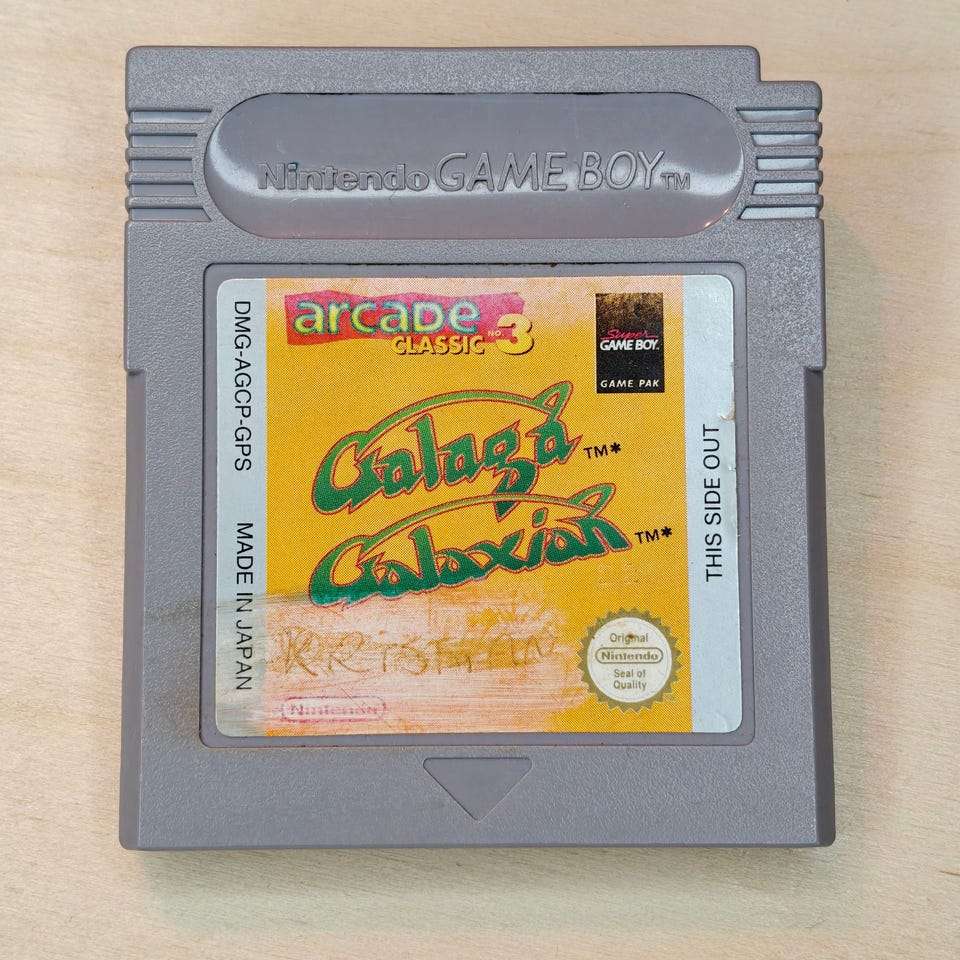 Nintendo GAME BOY TM
arcade
CLASSIC NO. 3
Super
GAME BOY.
GAME PAK
DMG-AGCP-GPS
MADE IN JAPAN
Galaga TM*
Galaxian TM*
THIS SIDE OUT
Original
Nintendo
Seal of
Quality
Nintendo